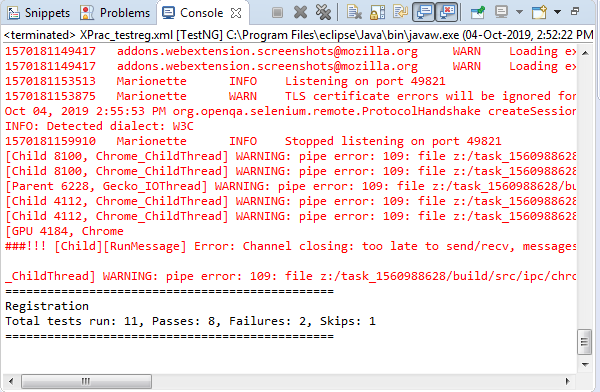 Snippets Problems Console
<terminated> XPrac_testreg.xml [TestNG] C:\Program Files\eclipse\Java\bin\javaw.exe (04-Oct-2019, 2:52:22 PM
1570181149417 addons.webextension.screenshots@mozilla.org WARN Loading ex
1570181149417 addons.webextension.screenshots@mozilla.org WARN Loading ex
1570181153513 Marionette INFO Listening on port 49821
1570181153875 Marionette WARN TLS certificate errors will be ignored for
Oct 04, 2019 2:55:53 PM org.openqa.selenium.remote.ProtocolHandshake createSession
INFO: Detected dialect: W3C
1570181159910 Marionette INFO Stopped listening on port 49821
[Child 8100, Chrome_ChildThread] WARNING: pipe error: 109: file z:/task_1560988628
[Child 8100, Chrome_ChildThread] WARNING: pipe error: 109: file z:/task_1560988628
[Parent 6228, Gecko_IOThread] WARNING: pipe error: 109: file z:/task_1560988628/bu
[Child 4112, Chrome_ChildThread] WARNING: pipe error: 109: file z:/task_1560988628
[Child 4112, Chrome_ChildThread] WARNING: pipe error: 109: file z:/task_1560988628
[GPU 4184, Chrome
###!!! [Child][RunMessage] Error: Channel closing: too late to send/recv, messages
_ChildThread] WARNING: pipe error: 109: file z:/task_1560988628/build/src/ipc/chro
===============================================
Registration
Total tests run: 11, Passes: 8, Failures: 2, Skips: 1
===============================================